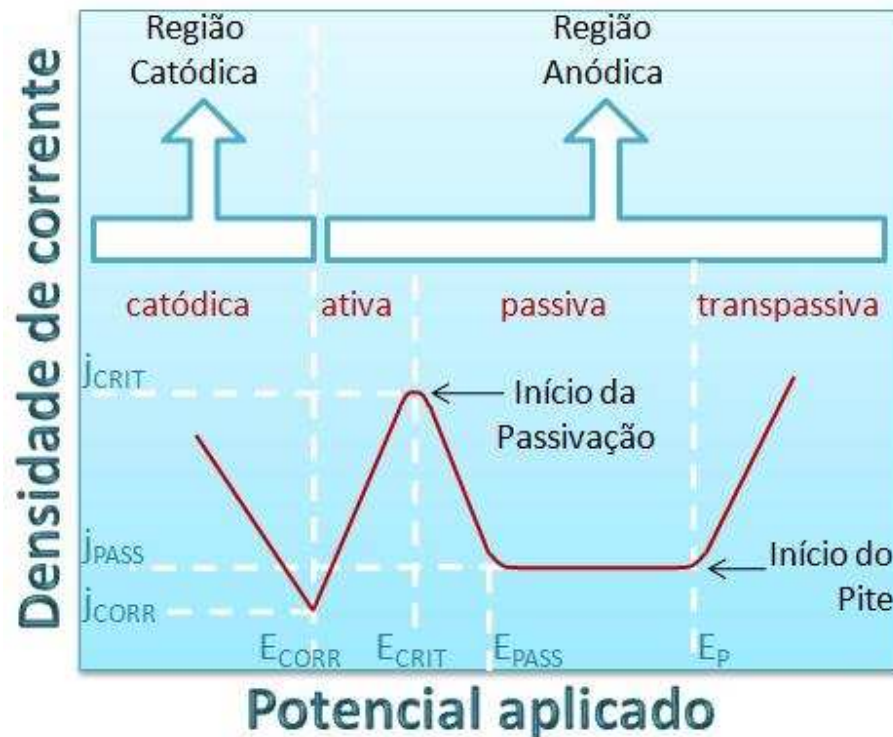 Região
Catódica
Região
Anódica
Densidade de corrente
catódica
ativa
passiva
transpassiva
jCRIT
Início da
Passivação
jPASS
Início do
Pite
jCORR
ECORR
ECRIT
EPASS
EP
Potencial aplicado